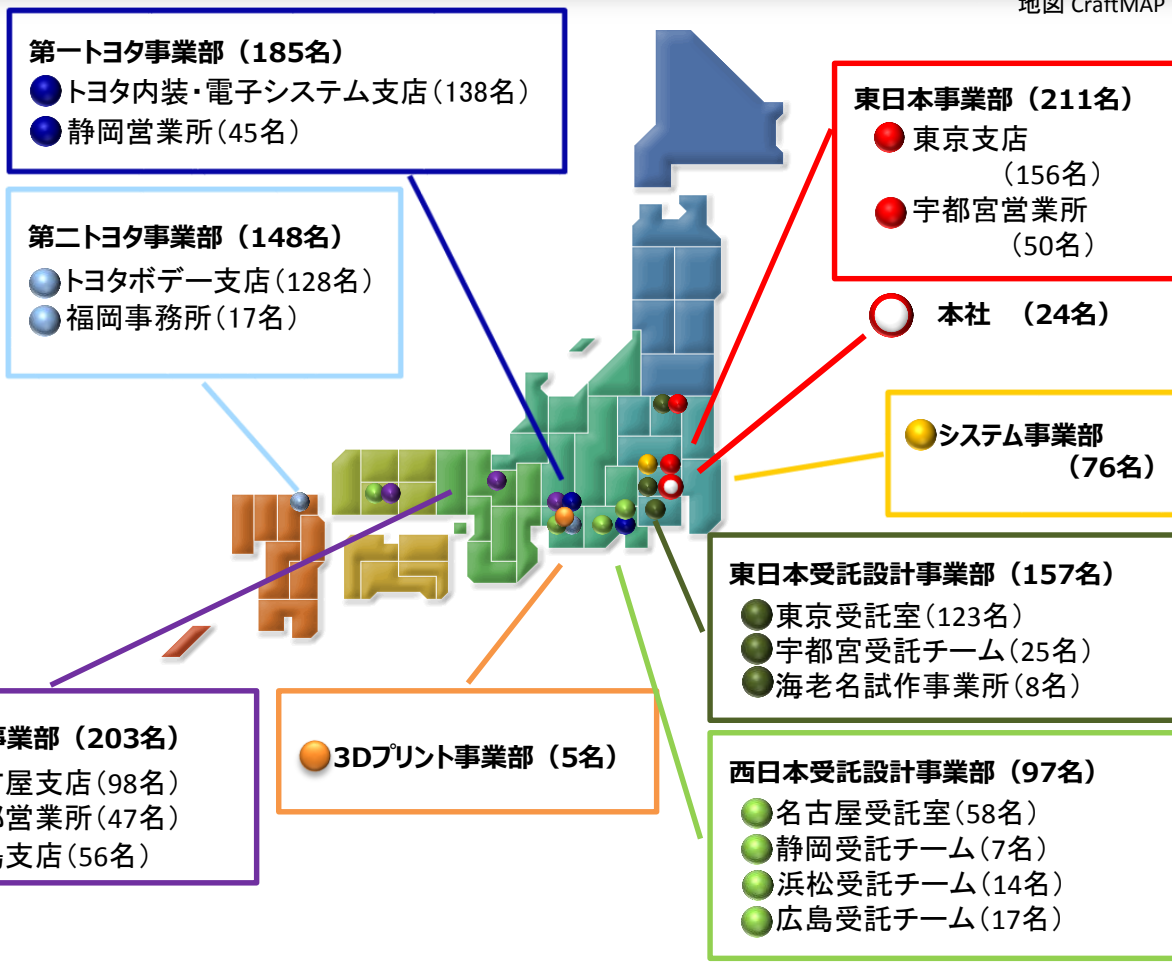 地図 CraftMAP
第一トヨタ事業部（185名）
トヨタ内装・電子システム支店（138名）
静岡営業所（45名）
第二トヨタ事業部（148名）
トヨタボデー支店（128名）
福岡事務所（17名）
東日本事業部（211名）
東京支店
（156名）
宇都宮営業所
（50名）
本社　（24名）
システム事業部
（76名）
東日本受託設計事業部（157名）
東京受託室（123名）
宇都宮受託チーム（25名）
海老名試作事業所（8名）
事業部（203名）
屋支店（98名）
営業所（47名）
支店（56名）
3Dプリント事業部（5名）
西日本受託設計事業部（97名）
名古屋受託室（58名）
静岡受託チーム（7名）
浜松受託チーム（14名）
広島受託チーム（17名）